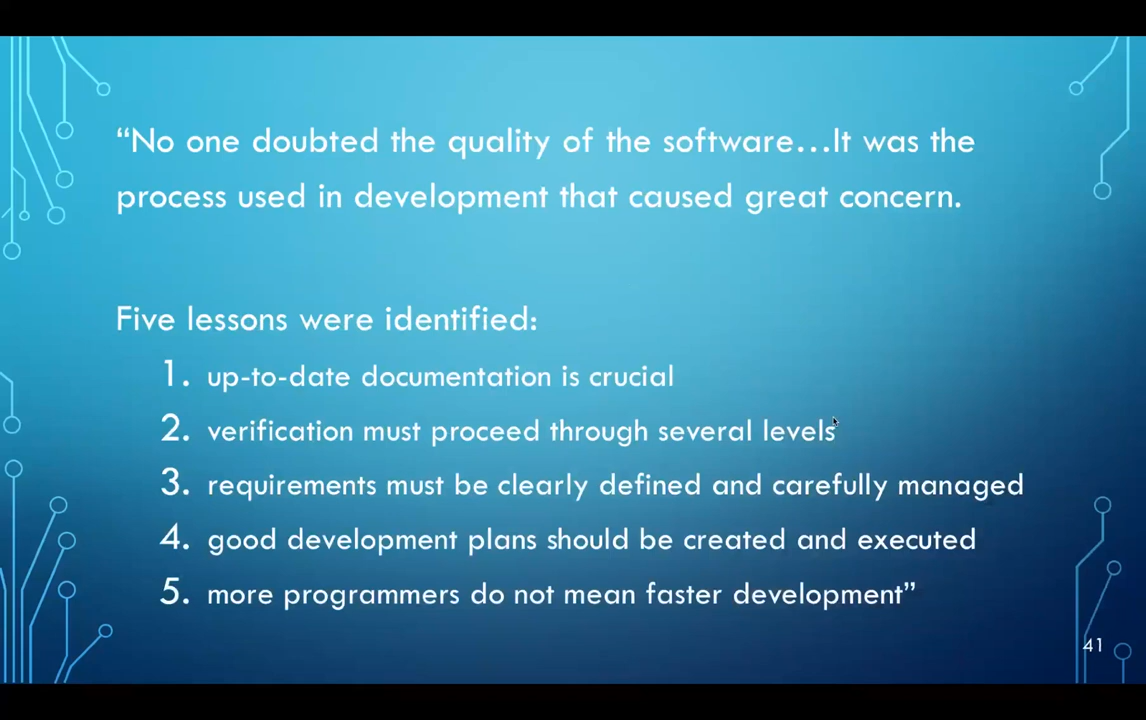 “No one doubted the quality of the software…It was the
process used in development that caused great concern.
Five lessons were identified:
1. up-to-date documentation is crucial
2. verification must proceed through several levels
3. requirements must be clearly defined and carefully managed
4. good development plans should be created and executed
5. more programmers do not mean faster development”
41